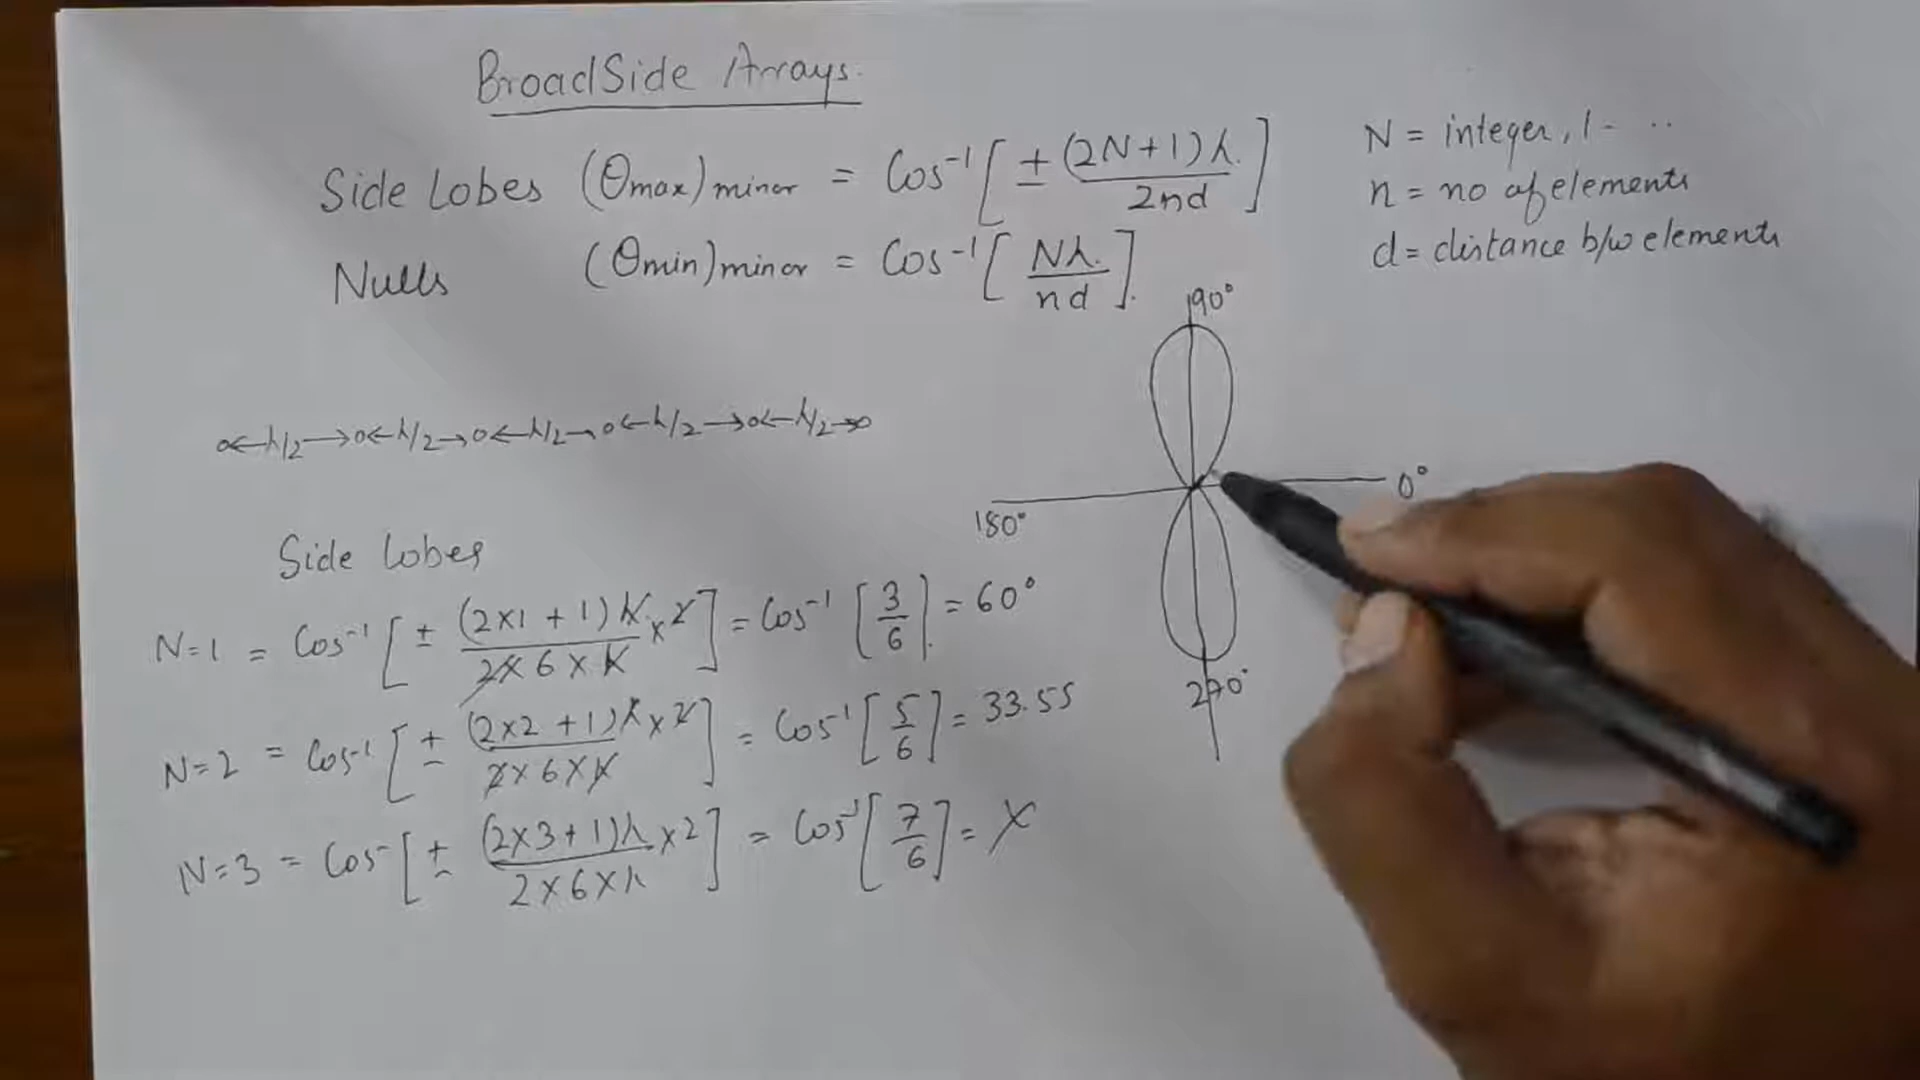 BroadSide Arrays.
Side Lobes (θmax)minor = Cos⁻¹[± (2N+1)λ / 2nd]
N = integer, 1- ..
n = no of elements
Nulls (θmin)minor = Cos⁻¹[Nλ / nd].
d = distance b/w elements
90°
o←λ/2→o←λ/2→o←λ/2→o←λ/2→o←λ/2→o
0°
180°
Side Lobes
N=1 = Cos⁻¹[± (2×1 + 1)λ×2 / 2×6×λ] = Cos⁻¹[3/6] = 60°
270°
N=2 = Cos⁻¹[± (2×2 +1)λ×2 / 2×6×λ] = Cos⁻¹[5/6] = 33.55
N=3 = Cos⁻[± (2×3+1)λ×2 / 2×6×λ] = Cos⁻¹[7/6] = X